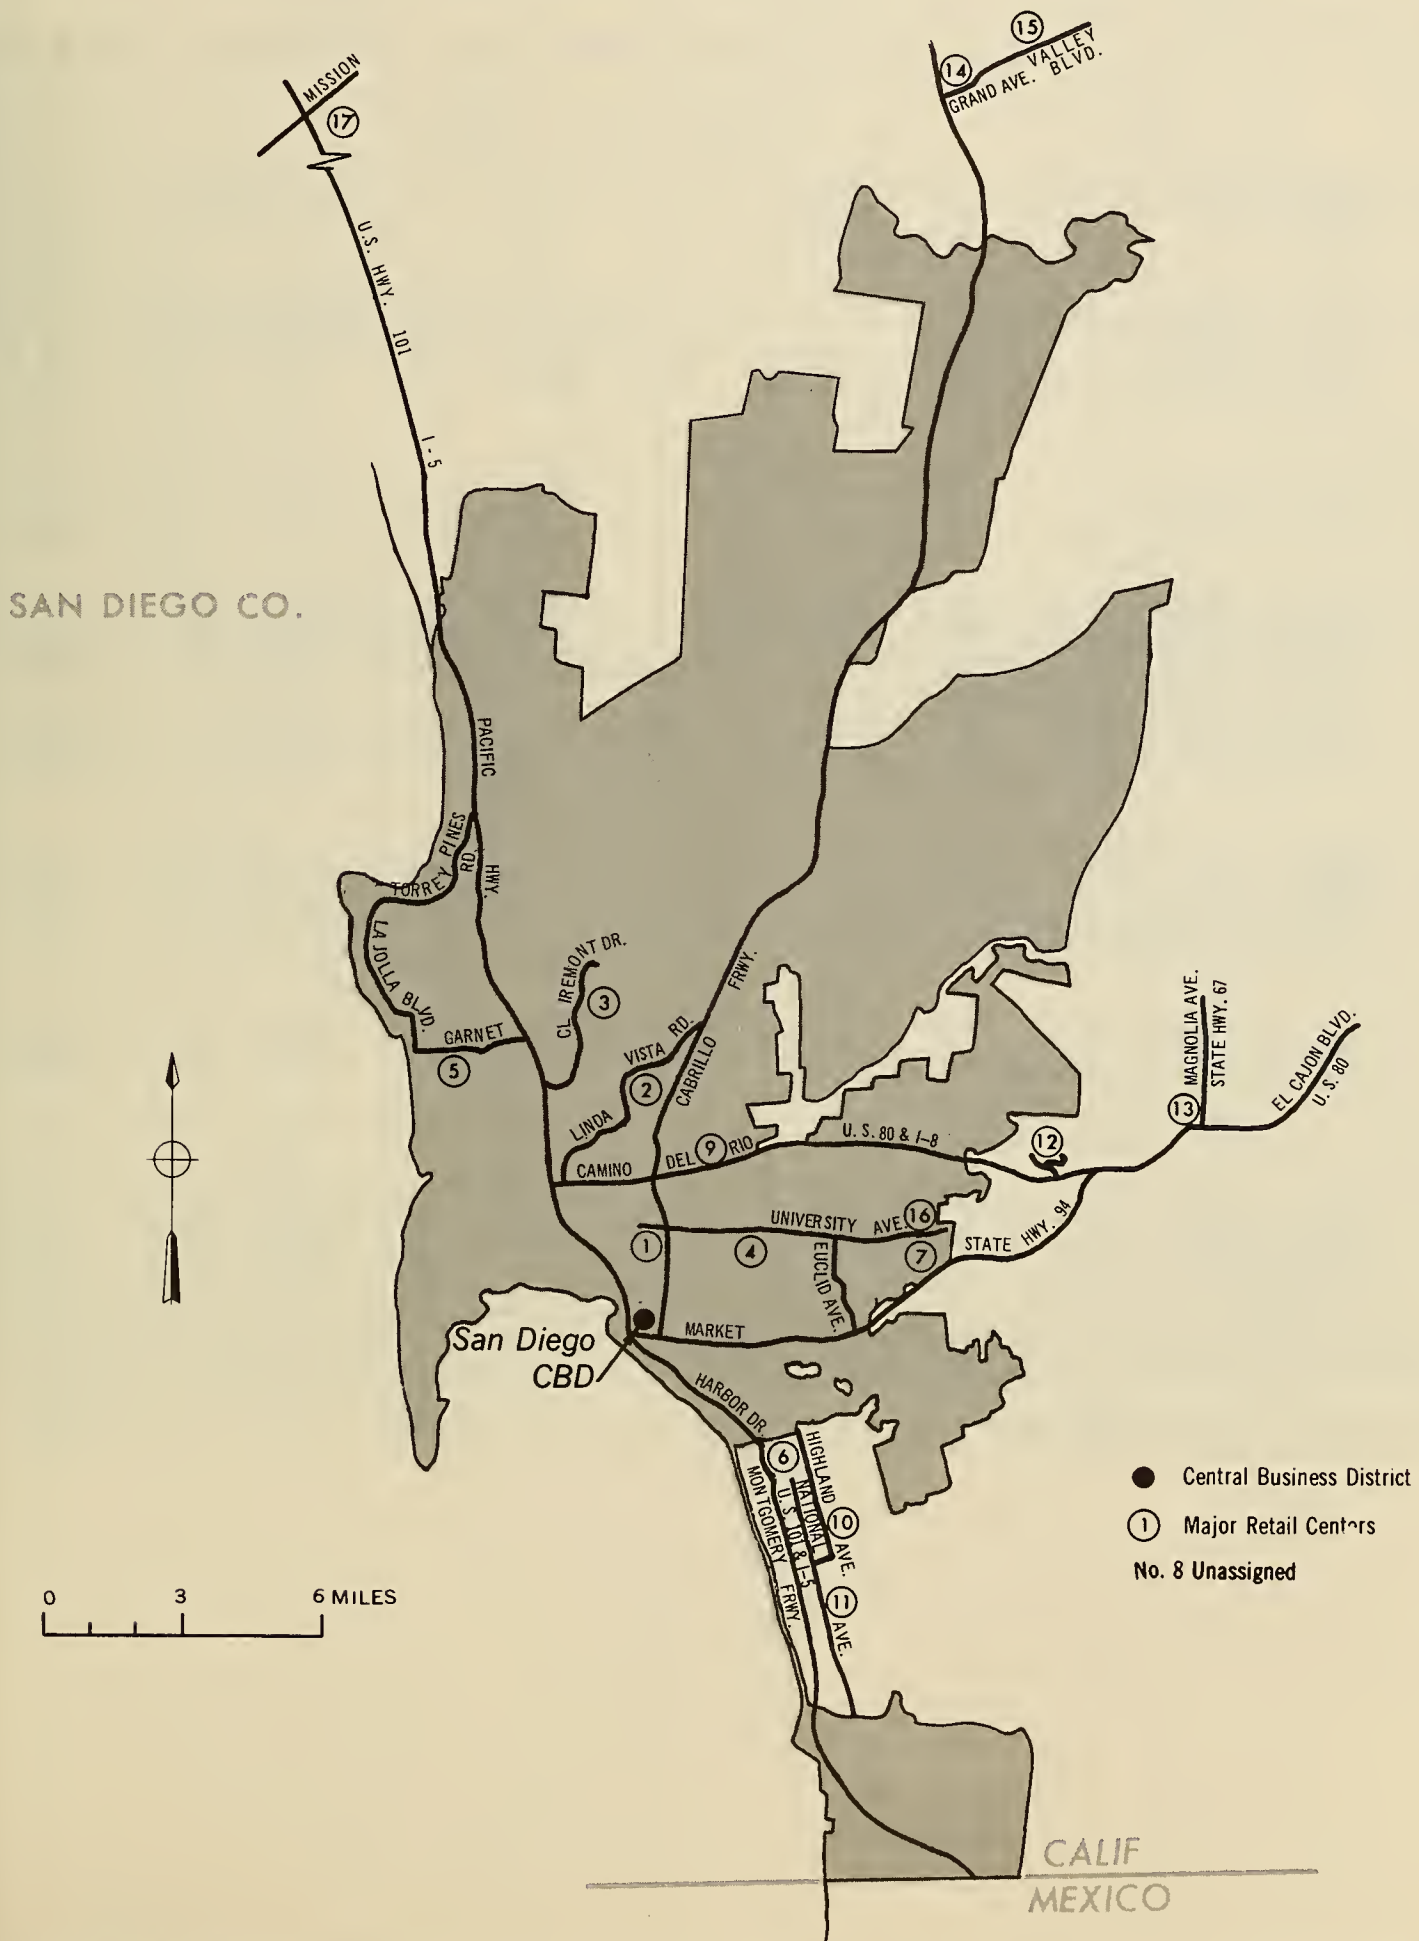 15
VALLEY
BLVD.
14
GRAND AVE.
MISSION
17
U.S. HWY. 101
I-5
SAN DIEGO CO.
PACIFIC
HWY.
TORREY PINES
RD.
LA JOLLA BLVD.
GARNET
5
CL IREMONT DR.
3
LINDA VISTA RD.
2
CABRILLO FRWY.
CAMINO DEL RIO
9
U.S. 80 & I-8
12
13
MAGNOLIA AVE.
STATE HWY. 67
EL CAJON BLVD.
U.S. 80
UNIVERSITY AVE.
16
1
4
7
EUCLID AVE.
STATE HWY. 94
MARKET
San Diego
CBD
HARBOR DR.
6
HIGHLAND AVE.
10
NATIONAL AVE.
11
U.S. 101 & I-5
MONTGOMERY FRWY.
Central Business District
1 Major Retail Centers
No. 8 Unassigned
0 3 6 MILES
CALIF
MEXICO